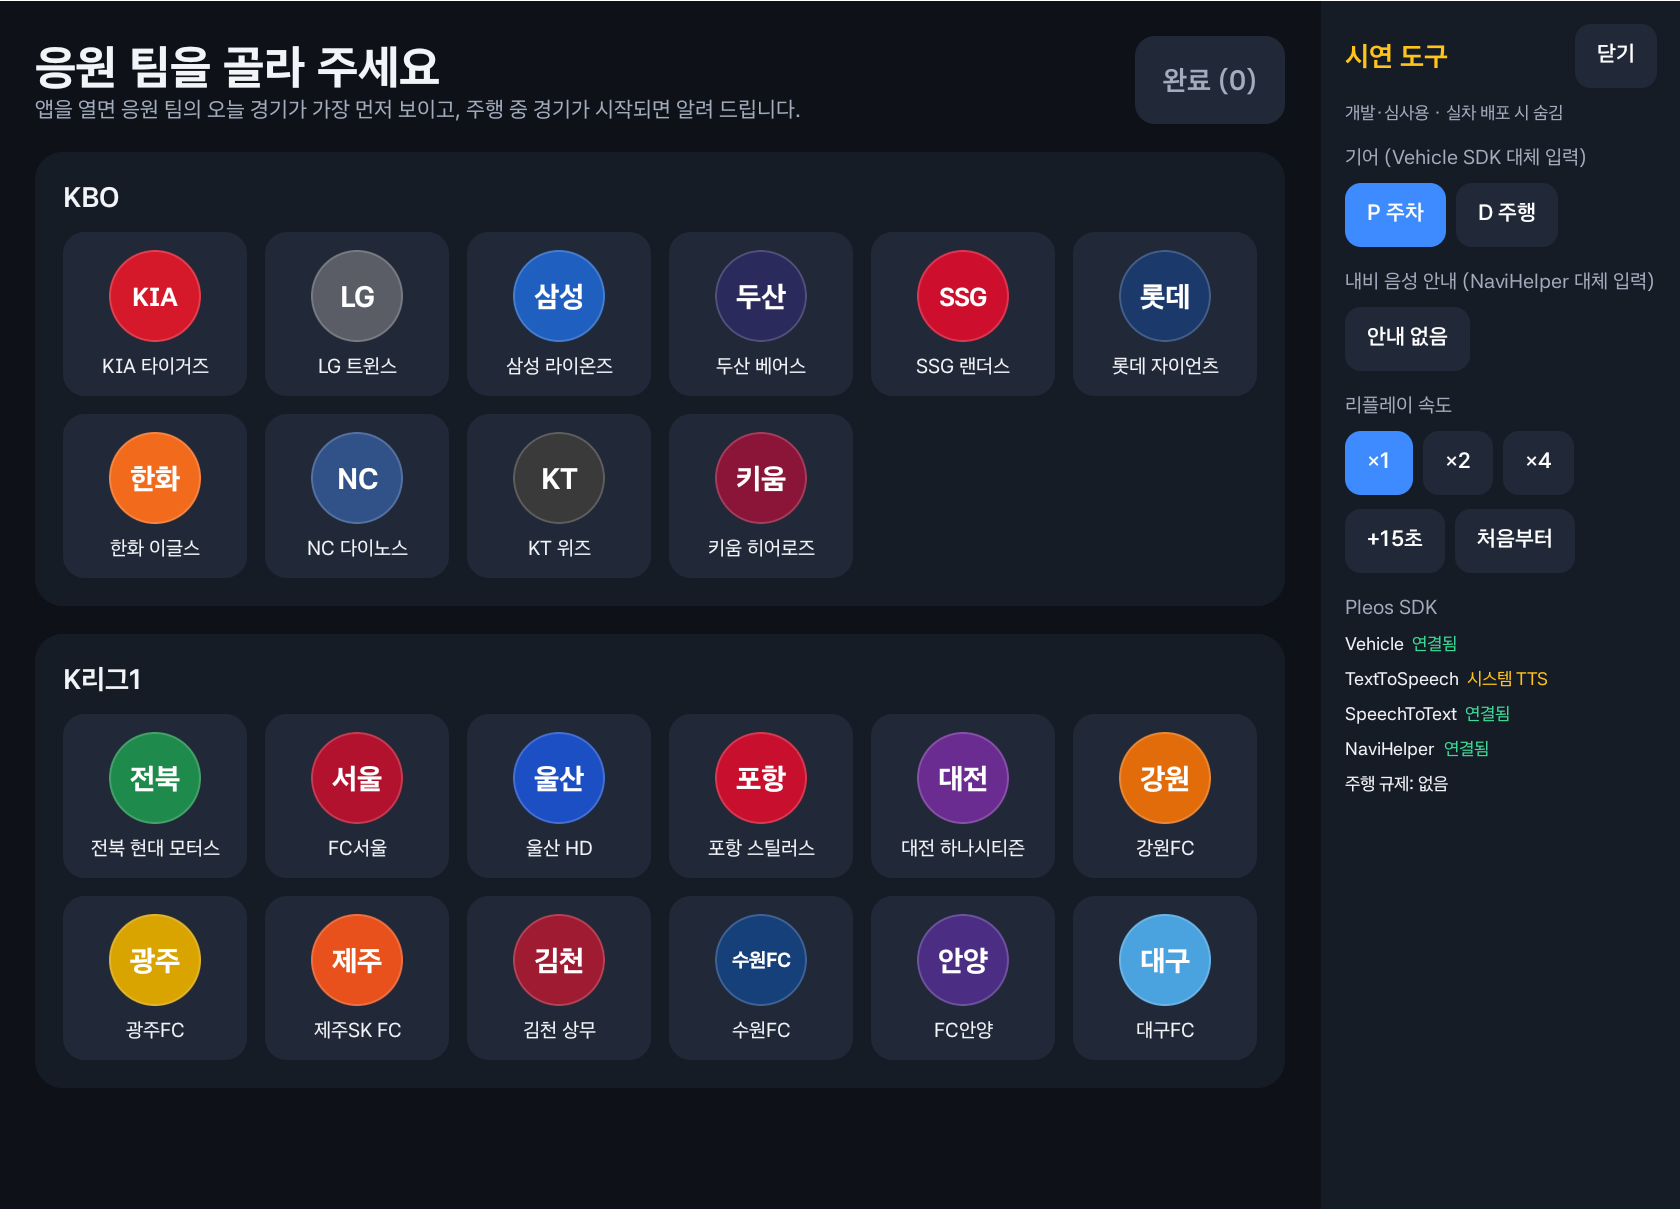 응원 팀을 골라 주세요
앱을 열면 응원 팀의 오늘 경기가 가장 먼저 보이고, 주행 중 경기가 시작되면 알려 드립니다.
완료 (0)
KBO
KIA
LG
삼성
두산
SSG
롯데
KIA 타이거즈
LG 트윈스
삼성 라이온즈
두산 베어스
SSG 랜더스
롯데 자이언츠
한화
NC
KT
키움
한화 이글스
NC 다이노스
KT 위즈
키움 히어로즈
K리그1
전북
서울
울산
포항
대전
강원
전북 현대 모터스
FC서울
울산 HD
포항 스틸러스
대전 하나시티즌
강원FC
광주
제주
김천
수원FC
안양
대구
광주FC
제주SK FC
김천 상무
수원FC
FC안양
대구FC
시연 도구
닫기
개발·심사용 · 실차 배포 시 숨김
기어 (Vehicle SDK 대체 입력)
P 주차
D 주행
내비 음성 안내 (NaviHelper 대체 입력)
안내 없음
리플레이 속도
×1
×2
×4
+15초
처음부터
Pleos SDK
Vehicle 연결됨
TextToSpeech 시스템 TTS
SpeechToText 연결됨
NaviHelper 연결됨
주행 규제: 없음